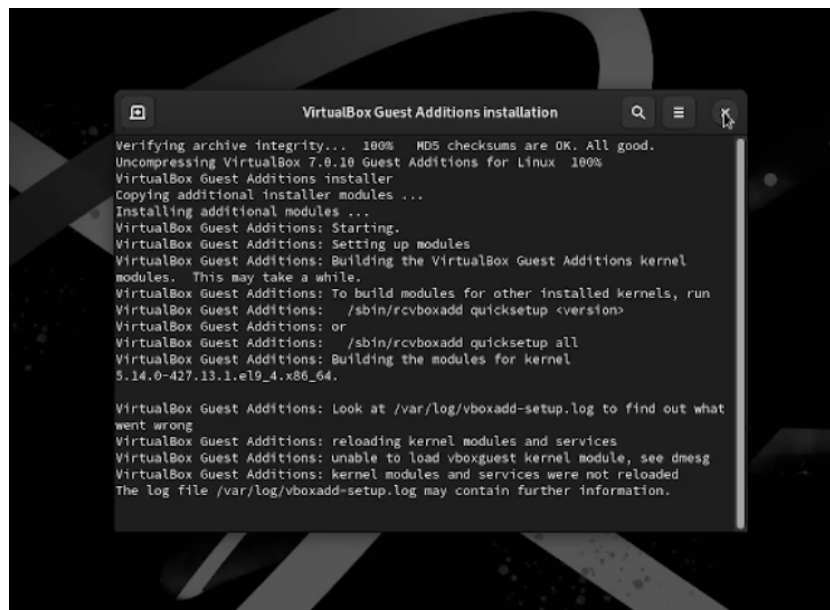 VirtualBox Guest Additions installation
Verifying archive integrity... 100% MD5 checksums are OK. All good.
Uncompressing VirtualBox 7.0.10 Guest Additions for Linux 100%
VirtualBox Guest Additions installer
Copying additional installer modules ...
Installing additional modules ...
VirtualBox Guest Additions: Starting.
VirtualBox Guest Additions: Setting up modules
VirtualBox Guest Additions: Building the VirtualBox Guest Additions kernel
modules. This may take a while.
VirtualBox Guest Additions: To build modules for other installed kernels, run
VirtualBox Guest Additions: /sbin/rcvboxadd quicksetup <version>
VirtualBox Guest Additions: or
VirtualBox Guest Additions: /sbin/rcvboxadd quicksetup all
VirtualBox Guest Additions: Building the modules for kernel
5.14.0-427.13.1.el9_4.x86_64.
VirtualBox Guest Additions: Look at /var/log/vboxadd-setup.log to find out what
went wrong
VirtualBox Guest Additions: reloading kernel modules and services
VirtualBox Guest Additions: unable to load vboxguest kernel module, see dmesg
VirtualBox Guest Additions: kernel modules and services were not reloaded
The log file /var/log/vboxadd-setup.log may contain further information.